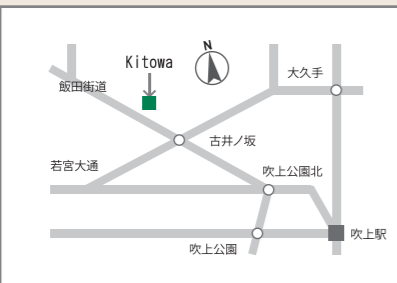 N
Kitowa
大久手
飯田街道
古井ノ坂
若宮大通
吹上公園北
吹上駅
吹上公園